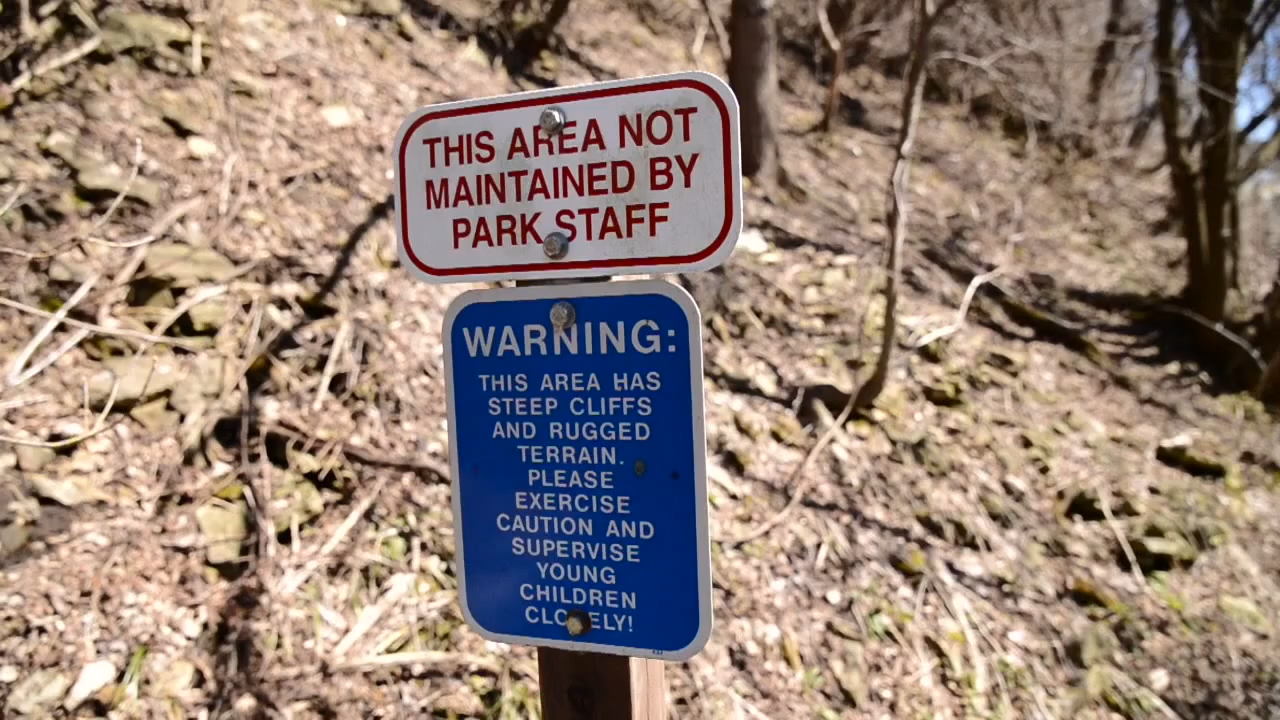 THIS AREA NOT
MAINTAINED BY
PARK STAFF
WARNING:
THIS AREA HAS
STEEP CLIFFS
AND RUGGED
TERRAIN.
PLEASE
EXERCISE
CAUTION AND
SUPERVISE
YOUNG
CHILDREN
CLOSELY!